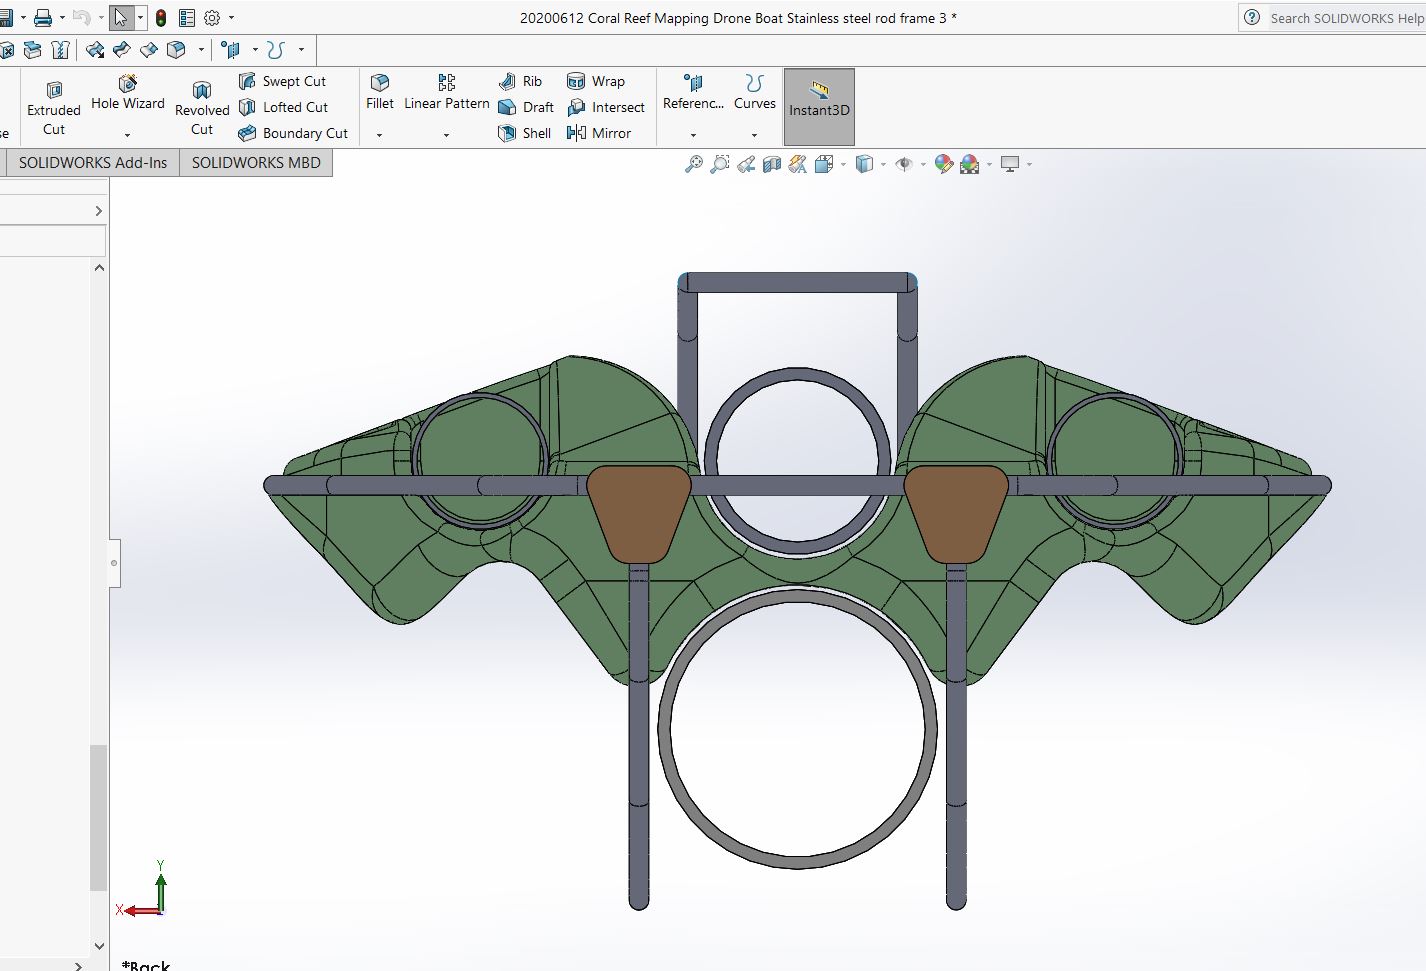 20200612 Coral Reef Mapping Drone Boat Stainless steel rod frame 3 *
? Search SOLIDWORKS Help
Extruded Cut
Hole Wizard
Revolved Cut
Swept Cut
Lofted Cut
Boundary Cut
Fillet
Linear Pattern
Rib
Draft
Shell
Wrap
Intersect
Mirror
Referenc...
Curves
Instant3D
SOLIDWORKS Add-Ins
SOLIDWORKS MBD
Y
X
*Back